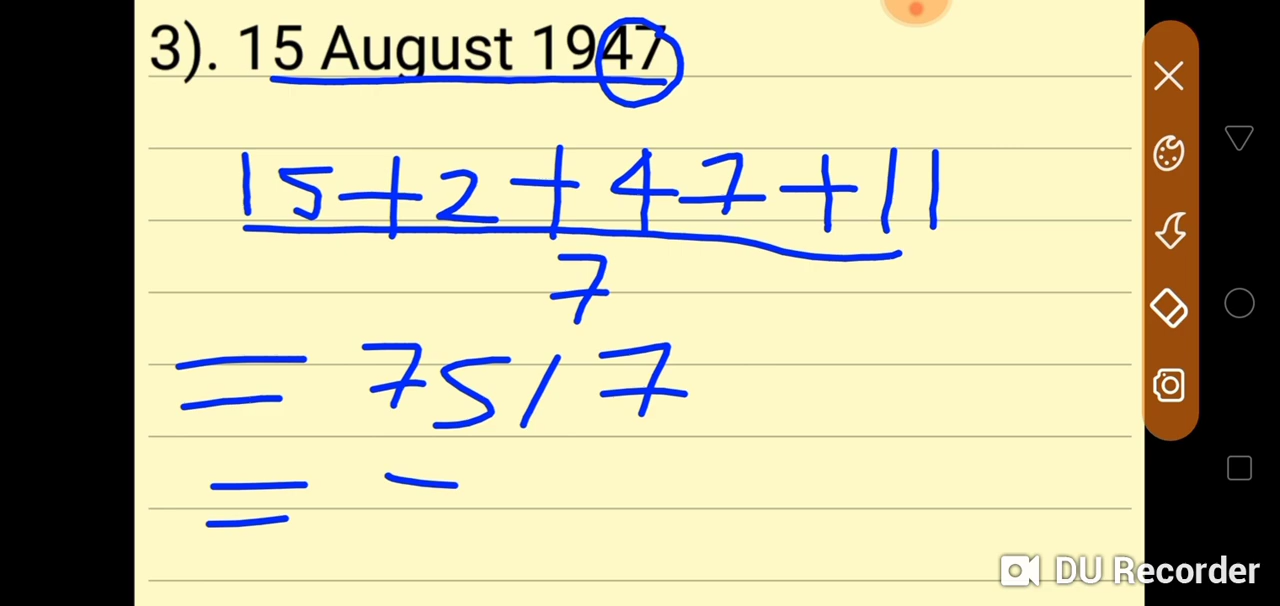 3). 15 August 1947
15+2+47+11
7
= 75/7
=
DU Recorder